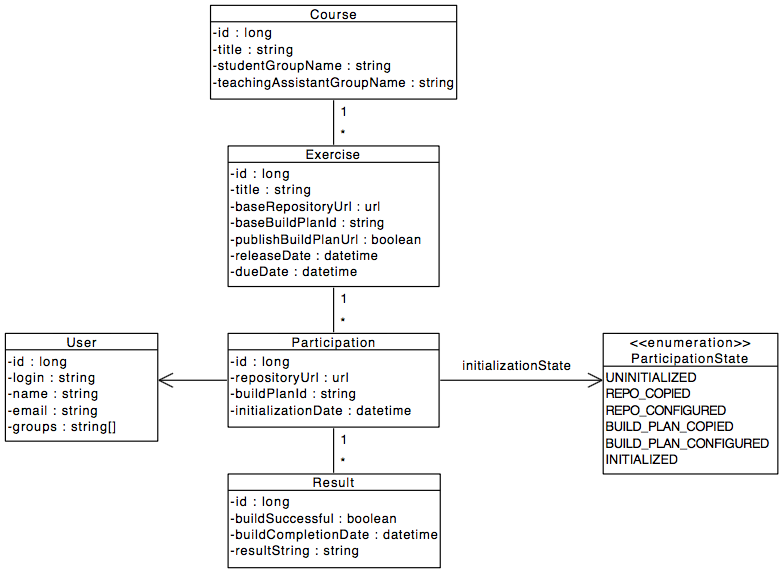 Course
-id : long
-title : string
-studentGroupName : string
-teachingAssistantGroupName : string
1
*
Exercise
-id : long
-title : string
-baseRepositoryUrl : url
-baseBuildPlanId : string
-publishBuildPlanUrl : boolean
-releaseDate : datetime
-dueDate : datetime
1
*
User
-id : long
-login : string
-name : string
-email : string
-groups : string[]
Participation
-id : long
-repositoryUrl : url
-buildPlanId : string
-initializationDate : datetime
initializationState
<<enumeration>>
ParticipationState
UNINITIALIZED
REPO_COPIED
REPO_CONFIGURED
BUILD_PLAN_COPIED
BUILD_PLAN_CONFIGURED
INITIALIZED
1
*
Result
-id : long
-buildSuccessful : boolean
-buildCompletionDate : datetime
-resultString : string